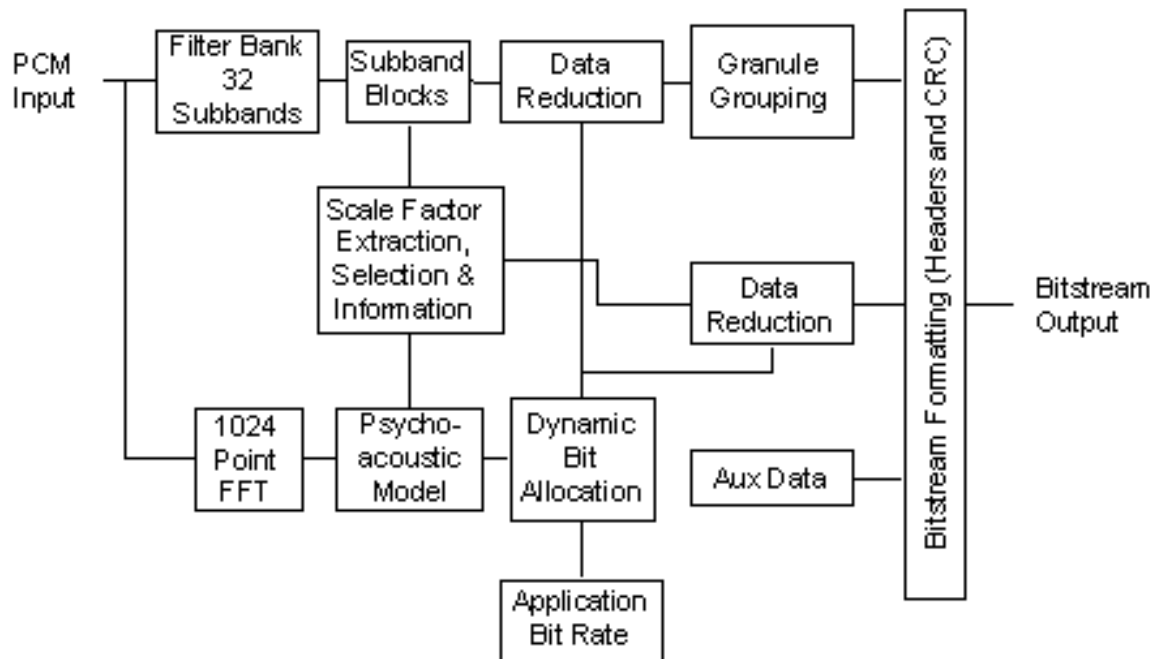 PCM
Input
Filter Bank
32
Subbands
Subband
Blocks
Data
Reduction
Granule
Grouping
Scale Factor
Extraction,
Selection &
Information
Data
Reduction
Bitstream Formatting (Headers and CRC)
Bitstream
Output
1024
Point
FFT
Psycho-
acoustic
Model
Dynamic
Bit
Allocation
Aux Data
Application
Bit Rate